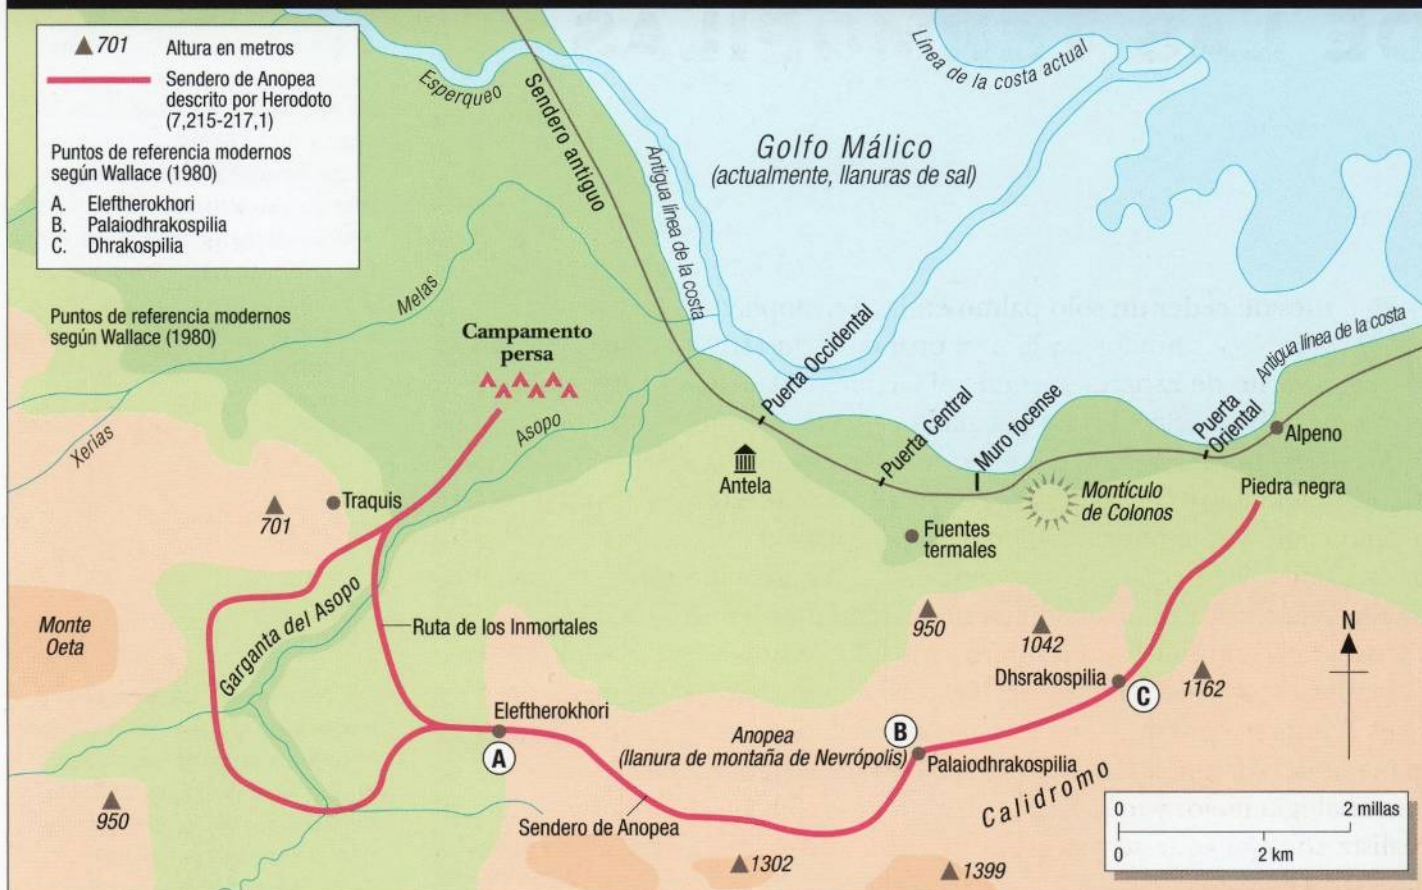 701 Altura en metros
Sendero de Anopea
descrito por Herodoto
(7,215-217,1)
Puntos de referencia modernos
según Wallace (1980)
A. Eleftherokhori
B. Palaiodhrakospilia
C. Dhrakospilia
Puntos de referencia modernos
según Wallace (1980)
Esperqueo
Sendero antiguo
Antigua línea de la costa
Línea de la costa actual
Golfo Málico
(actualmente, llanuras de sal)
Melas
Xerias
Campamento
persa
Asopo
Puerta Occidental
Puerta Central
Muro focense
Puerta
Oriental
Antigua línea de la costa
Alpeno
Antela
Traquis
701
Fuentes
termales
Montículo
de Colonos
Piedra negra
Garganta del Asopo
Ruta de los Inmortales
Monte
Oeta
950
1042
1162
Dhsrakospilia
C
N
Eleftherokhori
A
Anopea
(llanura de montaña de Nevrópolis)
B
Palaiodhrakospilia
Calidromo
950
Sendero de Anopea
1302
1399
0 2 millas
0 2 km